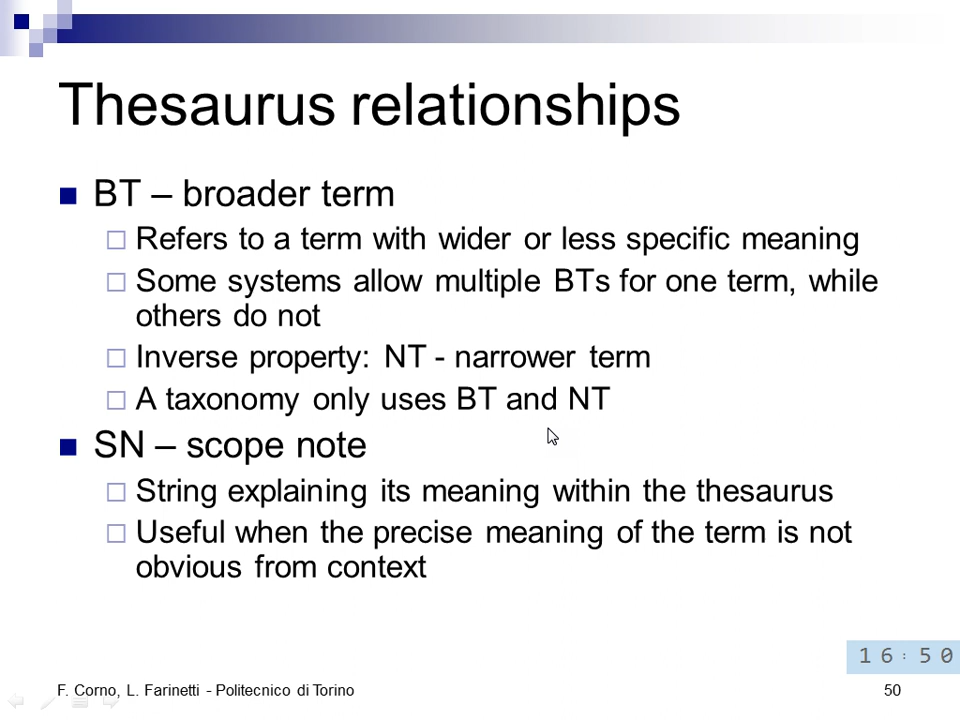 Thesaurus relationships
BT – broader term
Refers to a term with wider or less specific meaning
Some systems allow multiple BTs for one term, while
others do not
Inverse property: NT - narrower term
A taxonomy only uses BT and NT
SN – scope note
String explaining its meaning within the thesaurus
Useful when the precise meaning of the term is not
obvious from context
16:50
F. Corno, L. Farinetti - Politecnico di Torino
50